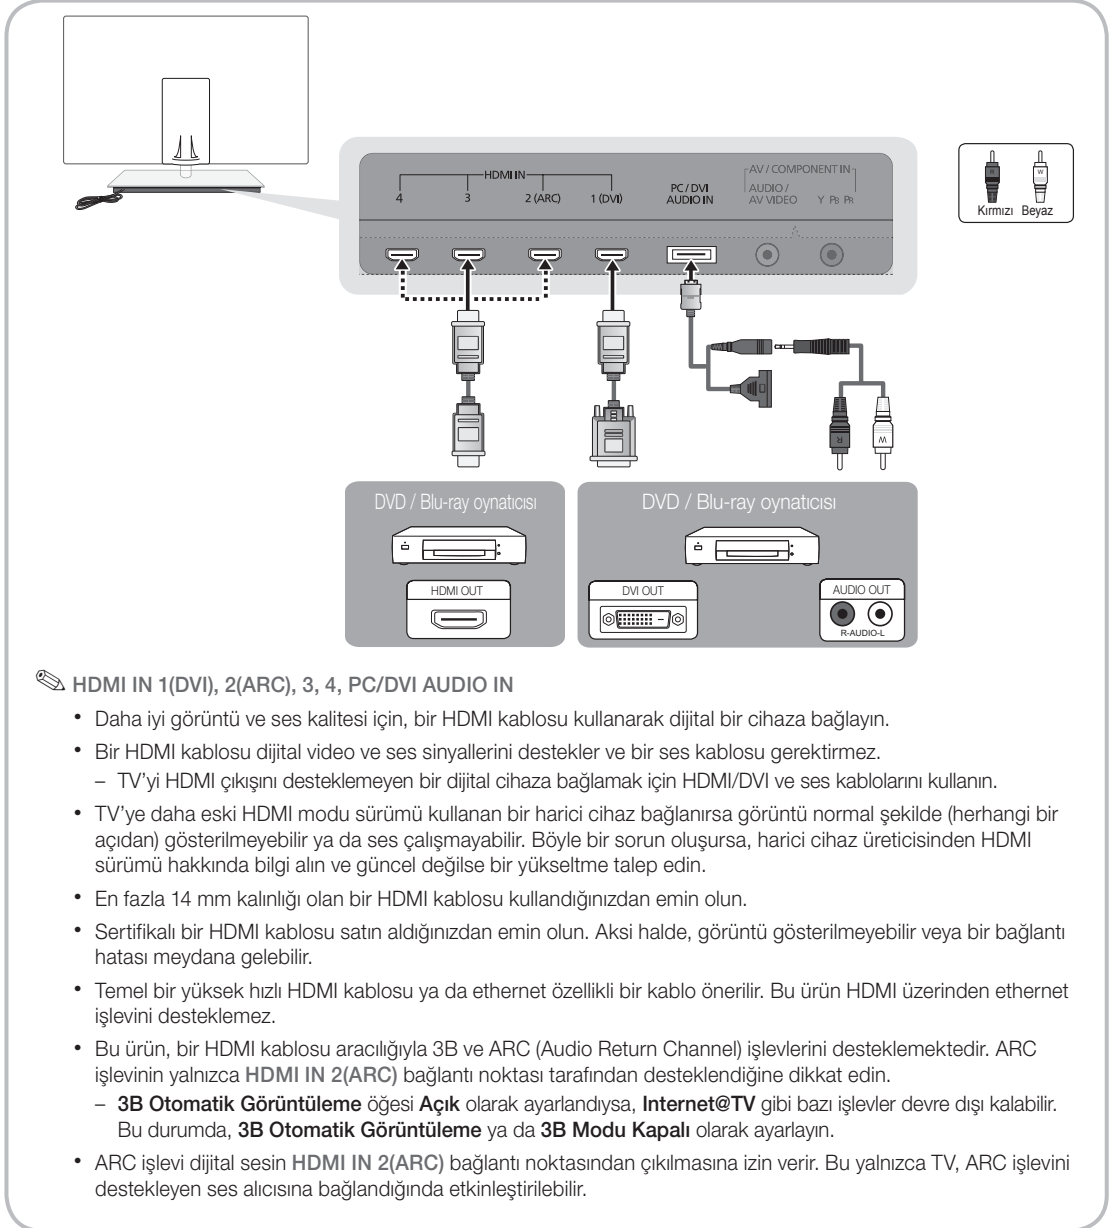 HDMI IN
4
3
2 (ARC)
1 (DVI)
PC / DVI
AUDIO IN
AV / COMPONENT IN
AUDIO /
AV VIDEO
Y PB PR
R
W
Kırmızı
Beyaz
R
W
DVD / Blu-ray oynatıcısı
HDMI OUT
DVD / Blu-ray oynatıcısı
DVI OUT
AUDIO OUT
R-AUDIO-L
HDMI IN 1(DVI), 2(ARC), 3, 4, PC/DVI AUDIO IN
• Daha iyi görüntü ve ses kalitesi için, bir HDMI kablosu kullanarak dijital bir cihaza bağlayın.
• Bir HDMI kablosu dijital video ve ses sinyallerini destekler ve bir ses kablosu gerektirmez.
– TV’yi HDMI çıkışını desteklemeyen bir dijital cihaza bağlamak için HDMI/DVI ve ses kablolarını kullanın.
• TV’ye daha eski HDMI modu sürümü kullanan bir harici cihaz bağlanırsa görüntü normal şekilde (herhangi bir
açıdan) gösterilmeyebilir ya da ses çalışmayabilir. Böyle bir sorun oluşursa, harici cihaz üreticisinden HDMI
sürümü hakkında bilgi alın ve güncel değilse bir yükseltme talep edin.
• En fazla 14 mm kalınlığı olan bir HDMI kablosu kullandığınızdan emin olun.
• Sertifikalı bir HDMI kablosu satın aldığınızdan emin olun. Aksi halde, görüntü gösterilmeyebilir veya bir bağlantı
hatası meydana gelebilir.
• Temel bir yüksek hızlı HDMI kablosu ya da ethernet özellikli bir kablo önerilir. Bu ürün HDMI üzerinden ethernet
işlevini desteklemez.
• Bu ürün, bir HDMI kablosu aracılığıyla 3B ve ARC (Audio Return Channel) işlevlerini desteklemektedir. ARC
işlevinin yalnızca HDMI IN 2(ARC) bağlantı noktası tarafından desteklendiğine dikkat edin.
– 3B Otomatik Görüntüleme öğesi Açık olarak ayarlandıysa, Internet@TV gibi bazı işlevler devre dışı kalabilir.
Bu durumda, 3B Otomatik Görüntüleme ya da 3B Modu Kapalı olarak ayarlayın.
• ARC işlevi dijital sesin HDMI IN 2(ARC) bağlantı noktasından çıkılmasına izin verir. Bu yalnızca TV, ARC işlevini
destekleyen ses alıcısına bağlandığında etkinleştirilebilir.